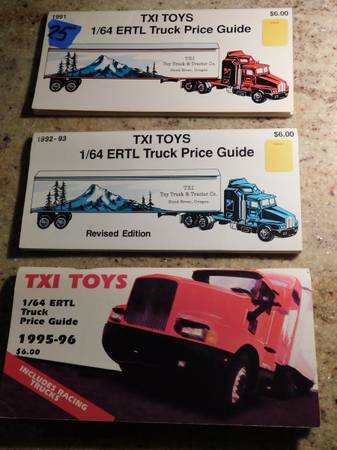 1991
25
TXI TOYS
$6.00
1/64 ERTL Truck Price Guide
TXI
Toy Truck & Tractor Co.
Hood River, Oregon
1992-93
TXI TOYS
$6.00
1/64 ERTL Truck Price Guide
TXI
Toy Truck & Tractor Co.
Hood River, Oregon
Revised Edition
TXI TOYS
1/64 ERTL
Truck
Price Guide
1995-96
$6.00
INCLUDES RACING
TRUCKS